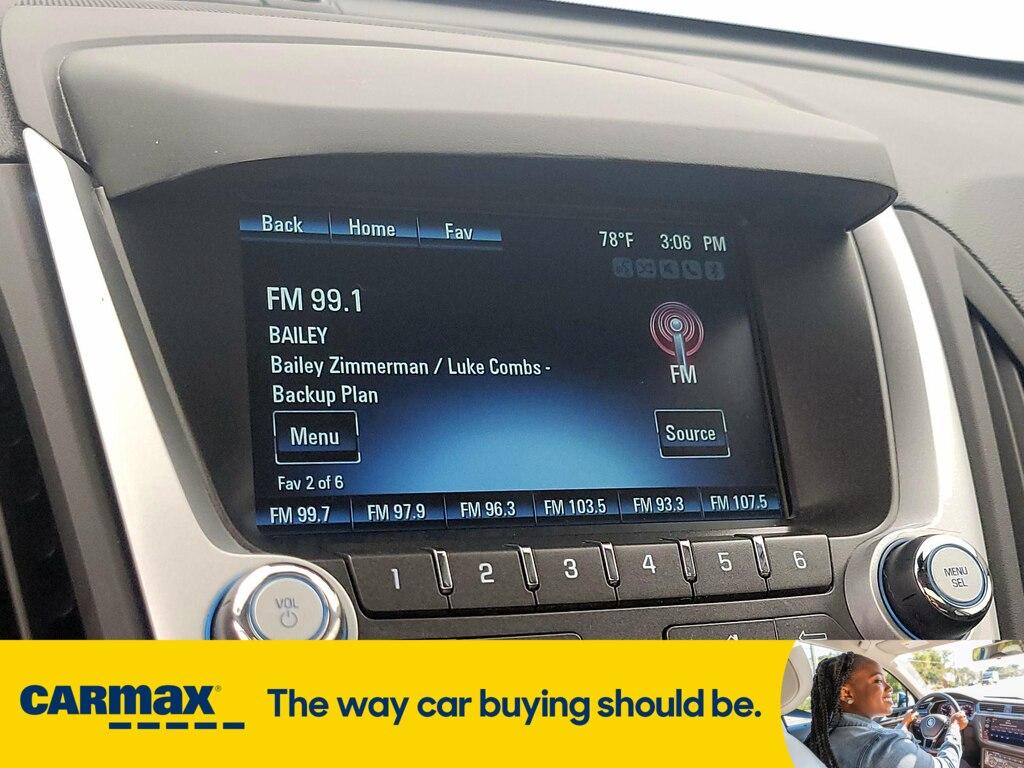 Back Home Fav
78°F 3:06 PM
FM 99.1
BAILEY
Bailey Zimmerman / Luke Combs -
Backup Plan
FM
Menu
Source
Fav 2 of 6
FM 99.7 FM 97.9 FM 96.3 FM 103.5 FM 93.3 FM 107.5
1 2 3 4 5 6
VOL
MENU
SEL
CARMAX®
The way car buying should be.